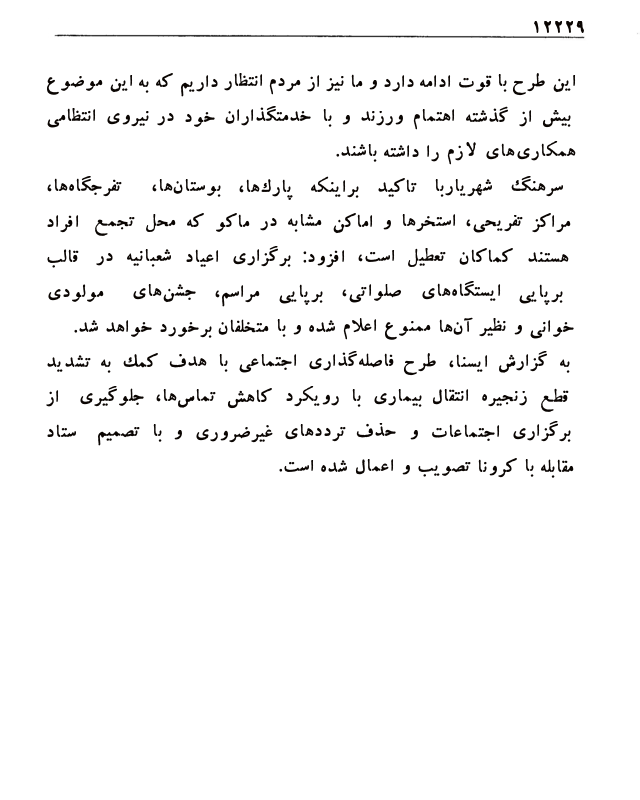 ۱۲۲۲۹
این طرح با قوت ادامه دارد و ما نیز از مردم انتظار داریم که به این موضوع
بیش از گذشته اهتمام ورزند و با خدمتگذاران خود در نیروی انتظامی
همکاری‌های لازم را داشته باشند.
سرهنگ شهریاربا تاکید براینکه پارك‌ها، بوستان‌ها، تفرجگاه‌ها،
مراکز تفریحی، استخرها و اماکن مشابه در ماکو که محل تجمع افراد
هستند کماکان تعطیل است، افزود: برگزاری اعیاد شعبانیه در قالب
برپایی ایستگاه‌های صلواتی، برپایی مراسم، جشن‌های مولودی
خوانی و نظیر آن‌ها ممنوع اعلام شده و با متخلفان برخورد خواهد شد.
به گزارش ایسنا، طرح فاصله‌گذاری اجتماعی با هدف کمك به تشدید
قطع زنجیره انتقال بیماری با رویکرد کاهش تماس‌ها، جلوگیری از
برگزاری اجتماعات و حذف ترددهای غیرضروری و با تصمیم ستاد
مقابله با کرونا تصویب و اعمال شده است.